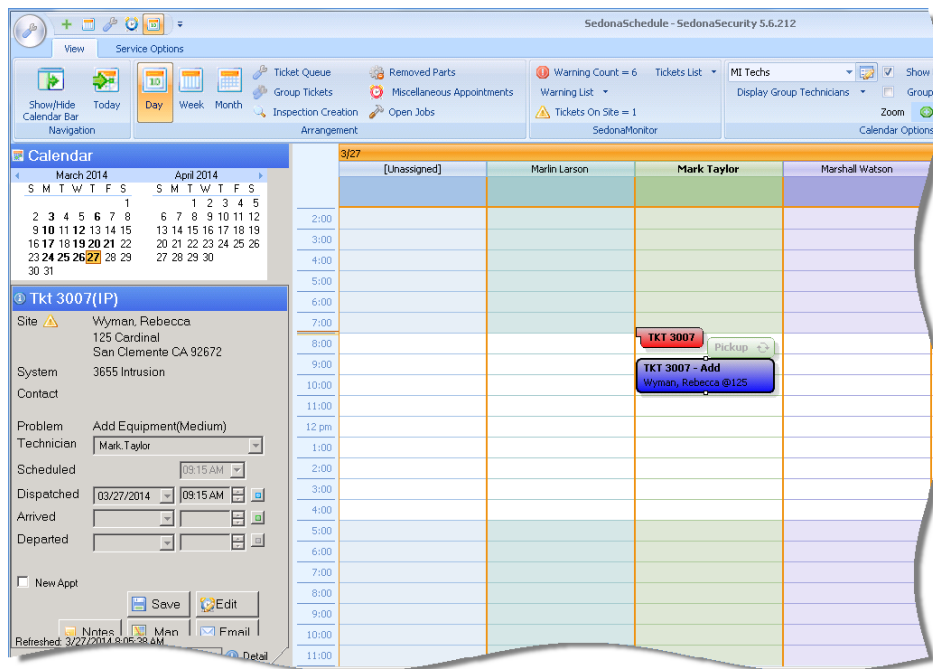 SedonaSchedule - SedonaSecurity 5.6.212
View Service Options
Show/Hide Calendar Bar
Today
Navigation
Day Week Month
Ticket Queue
Group Tickets
Inspection Creation
Removed Parts
Miscellaneous Appointments
Open Jobs
Arrangement
Warning Count = 6 Tickets List
Warning List
Tickets On Site = 1
SedonaMonitor
MI Techs Show
Display Group Technicians Group
Zoom
Calendar Options
Calendar
March 2014 April 2014
S M T W T F S S M T W T F S
1 1 2 3 4 5
2 3 4 5 6 7 8 6 7 8 9 10 11 12
9 10 11 12 13 14 15 13 14 15 16 17 18 19
16 17 18 19 20 21 22 20 21 22 23 24 25 26
23 24 25 26 27 28 29 27 28 29 30
30 31
Tkt 3007(IP)
Site Wyman, Rebecca
125 Cardinal
San Clemente CA 92672
System 3655 Intrusion
Contact
Problem Add Equipment(Medium)
Technician Mark.Taylor
Scheduled 09:15 AM
Dispatched 03/27/2014 09:15 AM
Arrived
Departed
New Appt
Save Edit
Notes Map Email
Refreshed: 3/27/2014 8:05:38 AM
Detail
3/27
[Unassigned] Marlin Larson Mark Taylor Marshall Watson
2:00
3:00
4:00
5:00
6:00
7:00
8:00
TKT 3007
Pickup
9:00
TKT 3007 - Add
10:00
Wyman, Rebecca @125
11:00
12 pm
1:00
2:00
3:00
4:00
5:00
6:00
7:00
8:00
9:00
10:00
11:00